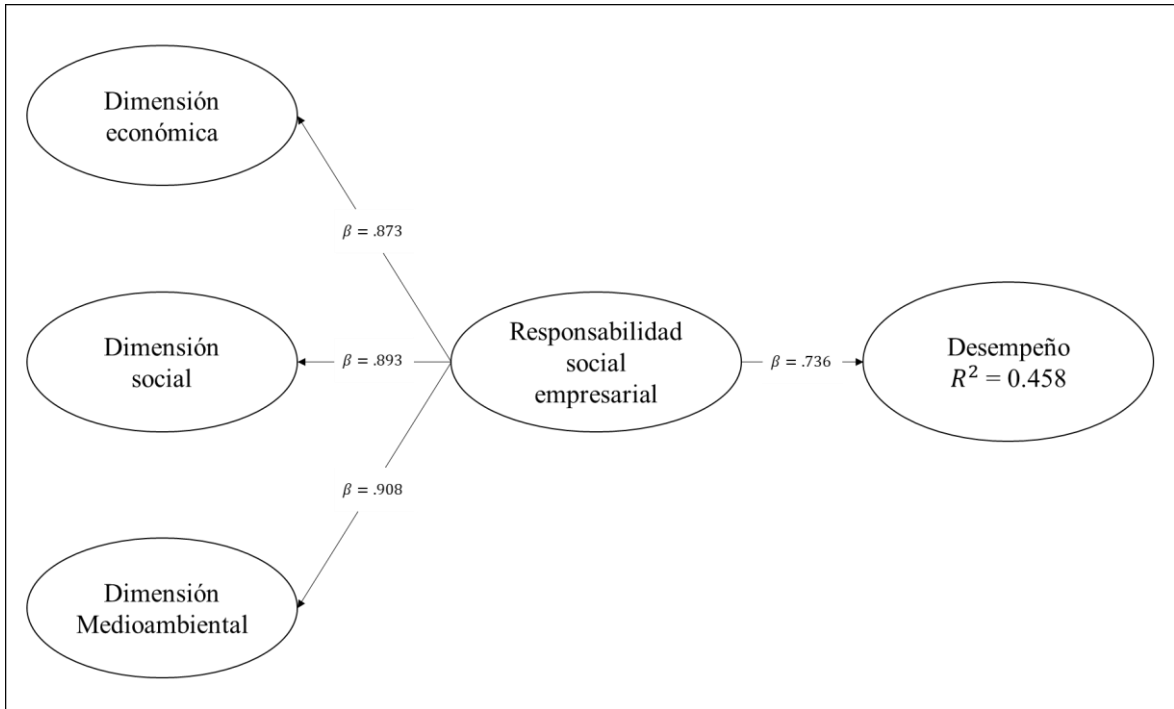 Dimensión
económica
β = .873
Dimensión
social
β = .893
Responsabilidad
social
empresarial
β = .736
Desempeño
R² = 0.458
β = .908
Dimensión
Medioambiental